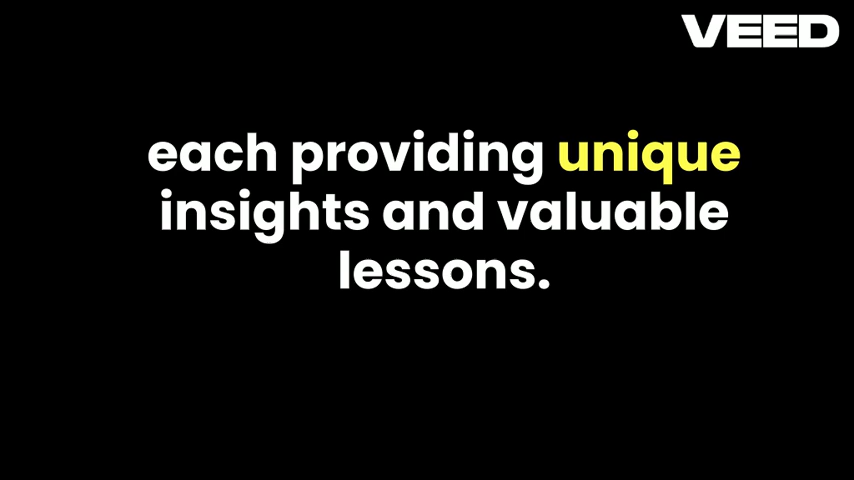 VEED
each providing unique
insights and valuable
lessons.